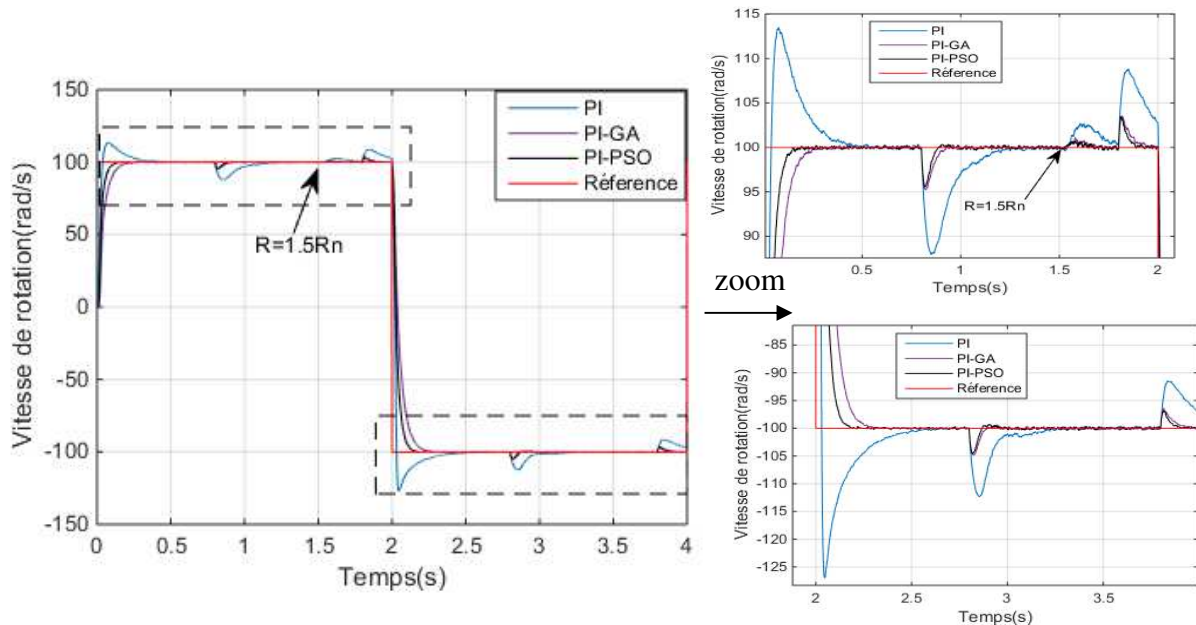 Vitesse de rotation(rad/s)
150
100
50
0
-50
-100
-150
0 0.5 1 1.5 2 2.5 3 3.5 4
Temps(s)
PI
PI-GA
PI-PSO
Réference
R=1.5Rn
zoom
Vitesse de rotation(rad/s)
115
110
105
100
95
90
0.5 1 1.5 2
Temps(s)
PI
PI-GA
PI-PSO
Réference
R=1.5Rn
Vitesse de rotation(rad/s)
-85
-90
-95
-100
-105
-110
-115
-120
-125
2 2.5 3 3.5
Temps(s)
PI
PI-GA
PI-PSO
Réference